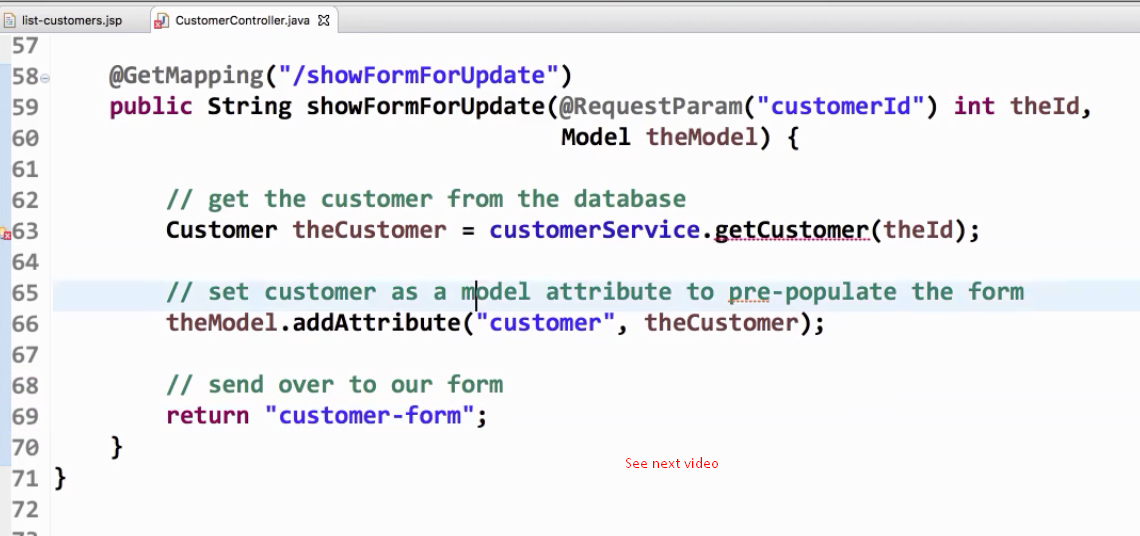 list-customers.jsp CustomerController.java
57
58 @GetMapping("/showFormForUpdate")
59 public String showFormForUpdate(@RequestParam("customerId") int theId,
60 Model theModel) {
61
62 // get the customer from the database
63 Customer theCustomer = customerService.getCustomer(theId);
64
65 // set customer as a model attribute to pre-populate the form
66 theModel.addAttribute("customer", theCustomer);
67
68 // send over to our form
69 return "customer-form";
70 }
See next video
71 }
72